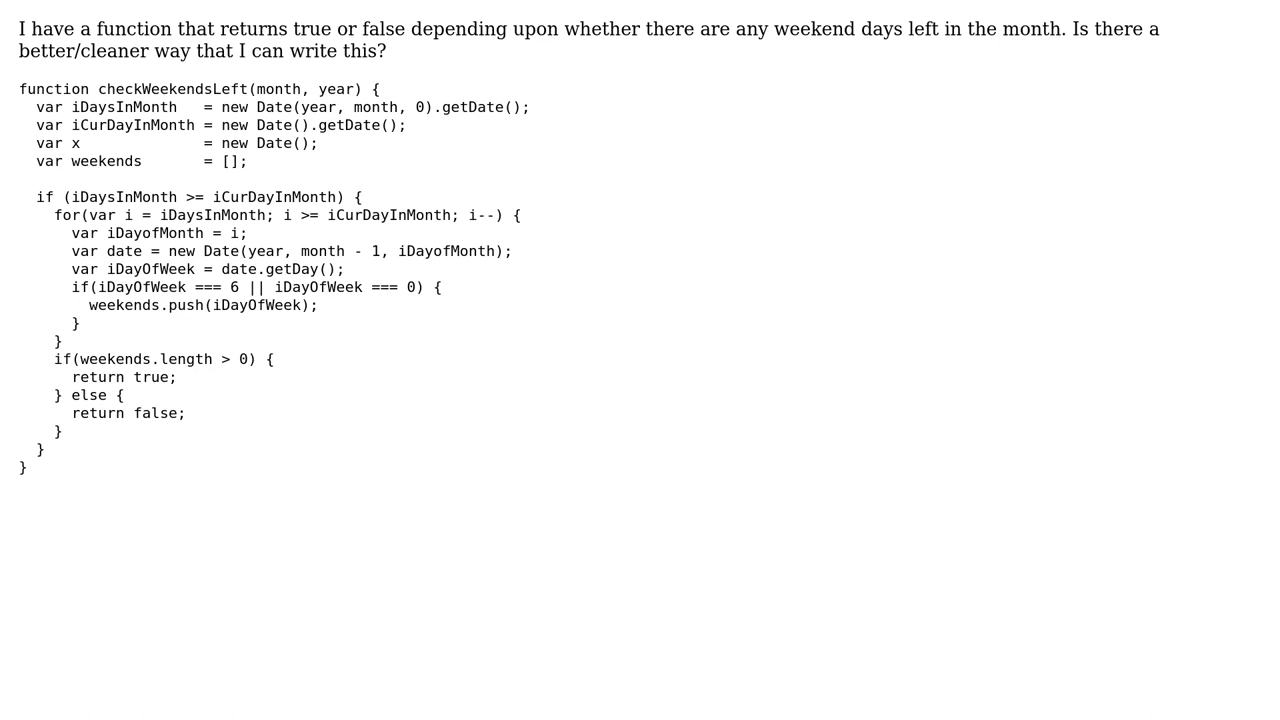 I have a function that returns true or false depending upon whether there are any weekend days left in the month. Is there a
better/cleaner way that I can write this?
function checkWeekendsLeft(month, year) {
  var iDaysInMonth   = new Date(year, month, 0).getDate();
  var iCurDayInMonth = new Date().getDate();
  var x              = new Date();
  var weekends       = [];

  if (iDaysInMonth >= iCurDayInMonth) {
    for(var i = iDaysInMonth; i >= iCurDayInMonth; i--) {
      var iDayofMonth = i;
      var date = new Date(year, month - 1, iDayofMonth);
      var iDayOfWeek = date.getDay();
      if(iDayOfWeek === 6 || iDayOfWeek === 0) {
        weekends.push(iDayOfWeek);
      }
    }
    if(weekends.length > 0) {
      return true;
    } else {
      return false;
    }
  }
}